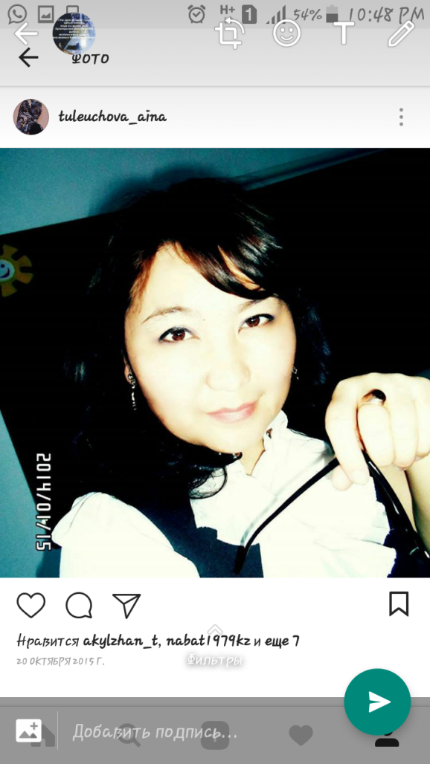 54% 10:48 PM
Фото
tuleuchova_aina
2014/01/15
Нравится akylzhan_t, nabat1979kz и еще 7
20 ОКТЯБРЯ 2015 Г.
Фильтры
Добавить подпись...